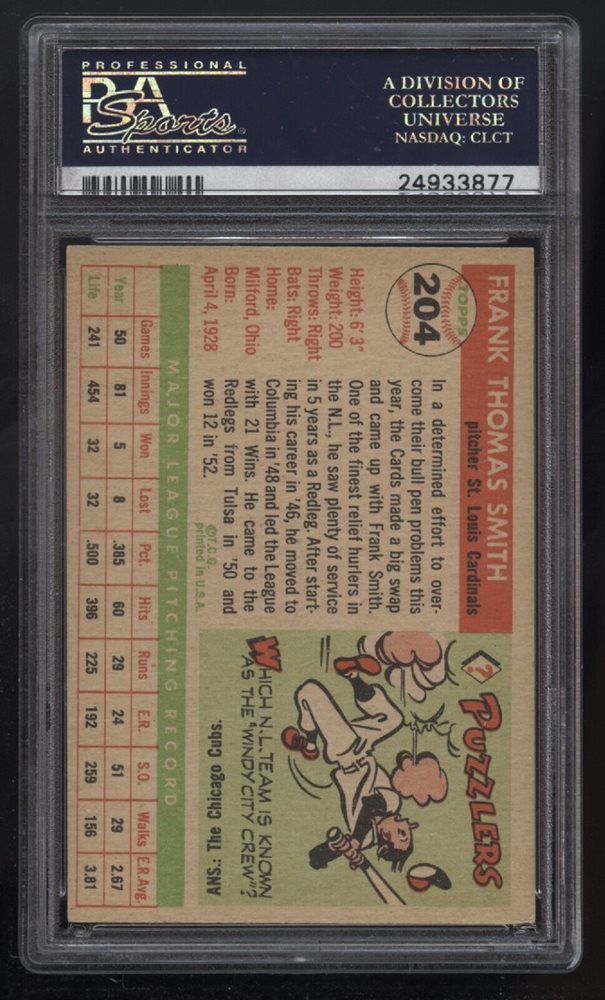 PROFESSIONAL
PSA
Sports
AUTHENTICATOR
A DIVISION OF
COLLECTORS
UNIVERSE
NASDAQ: CLCT
24933877
TOPPS
204
FRANK THOMAS SMITH
pitcher St. Louis Cardinals
Height: 6' 3"
Weight: 200
Throws: Right
Bats: Right
Home:
Milford, Ohio
Born:
April 4, 1928
In a determined effort to over-
come their bull pen problems this
year, the Cards made a big swap
and came up with Frank Smith.
One of the finest relief hurlers in
the N.L., he saw plenty of service
in 5 years as a Redleg. After start-
ing his career in '46, he moved to
Columbia in '48 and led the League
with 21 Wins. He came to the
Redlegs from Tulsa in '50 and
won 12 in '52.
©T.C.G.
printed in U.S.A.
?
PUZZLERS
WHICH N.L. TEAM IS KNOWN
AS THE "WINDY CITY CREW"?
ANS.: The Chicago Cubs.
MAJOR LEAGUE PITCHING RECORD
Year Games Innings Won Lost Pct. Hits Runs E.R. S.O. Walks E.R.Avg.
50 81 5 8 .385 60 29 24 51 29 2.67
Life 241 454 32 32 .500 396 225 192 259 156 3.81